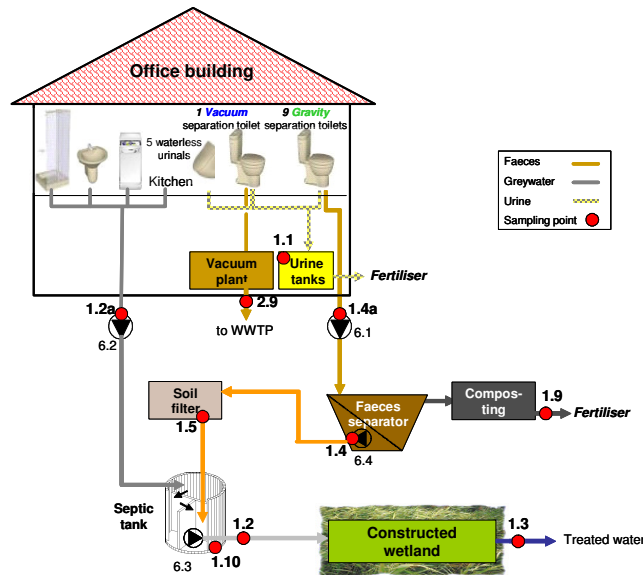 Office building
1 Vacuum
separation toilet
9 Gravity
separation toilets
5 waterless
urinals
Kitchen
Faeces
Greywater
Urine
Sampling point
1.1
Vacuum
plant
Urine
tanks
Fertiliser
1.2a
2.9
1.4a
to WWTP
6.2
6.1
Soil
filter
1.5
Faeces
separator
1.4
6.4
Compos-
ting
1.9
Fertiliser
Septic
tank
1.2
6.3
1.10
Constructed
wetland
1.3
Treated water